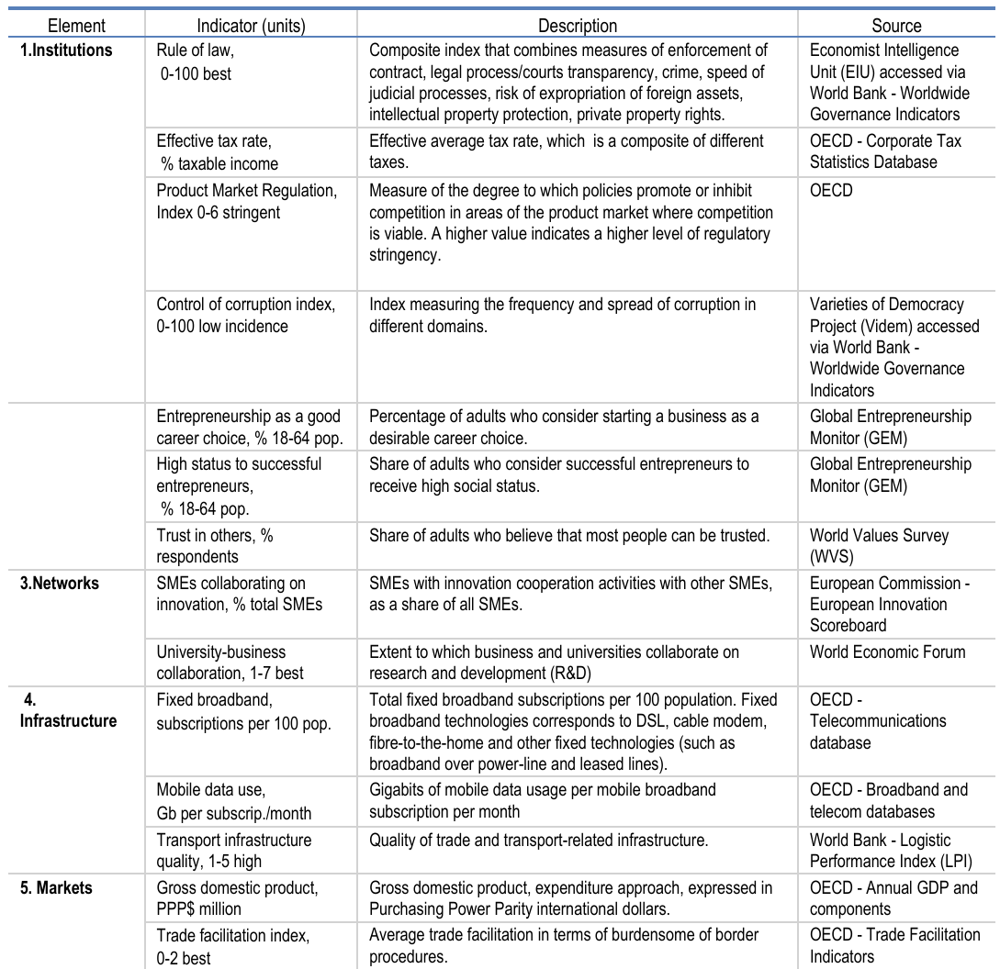 Element Indicator (units) Description Source
1.Institutions
Rule of law,
0-100 best
Composite index that combines measures of enforcement of
contract, legal process/courts transparency, crime, speed of
judicial processes, risk of expropriation of foreign assets,
intellectual property protection, private property rights.
Economist Intelligence
Unit (EIU) accessed via
World Bank - Worldwide
Governance Indicators
Effective tax rate,
% taxable income
Effective average tax rate, which is a composite of different
taxes.
OECD - Corporate Tax
Statistics Database
Product Market Regulation,
Index 0-6 stringent
Measure of the degree to which policies promote or inhibit
competition in areas of the product market where competition
is viable. A higher value indicates a higher level of regulatory
stringency.
OECD
Control of corruption index,
0-100 low incidence
Index measuring the frequency and spread of corruption in
different domains.
Varieties of Democracy
Project (Videm) accessed
via World Bank -
Worldwide Governance
Indicators
Entrepreneurship as a good
career choice, % 18-64 pop.
Percentage of adults who consider starting a business as a
desirable career choice.
Global Entrepreneurship
Monitor (GEM)
High status to successful
entrepreneurs,
% 18-64 pop.
Share of adults who consider successful entrepreneurs to
receive high social status.
Global Entrepreneurship
Monitor (GEM)
Trust in others, %
respondents
Share of adults who believe that most people can be trusted.
World Values Survey
(WVS)
3.Networks
SMEs collaborating on
innovation, % total SMEs
SMEs with innovation cooperation activities with other SMEs,
as a share of all SMEs.
European Commission -
European Innovation
Scoreboard
University-business
collaboration, 1-7 best
Extent to which business and universities collaborate on
research and development (R&D)
World Economic Forum
4.
Infrastructure
Fixed broadband,
subscriptions per 100 pop.
Total fixed broadband subscriptions per 100 population. Fixed
broadband technologies corresponds to DSL, cable modem,
fibre-to-the-home and other fixed technologies (such as
broadband over power-line and leased lines).
OECD -
Telecommunications
database
Mobile data use,
Gb per subscrip./month
Gigabits of mobile data usage per mobile broadband
subscription per month
OECD - Broadband and
telecom databases
Transport infrastructure
quality, 1-5 high
Quality of trade and transport-related infrastructure.
World Bank - Logistic
Performance Index (LPI)
5. Markets
Gross domestic product,
PPP$ million
Gross domestic product, expenditure approach, expressed in
Purchasing Power Parity international dollars.
OECD - Annual GDP and
components
Trade facilitation index,
0-2 best
Average trade facilitation in terms of burdensome of border
procedures.
OECD - Trade Facilitation
Indicators